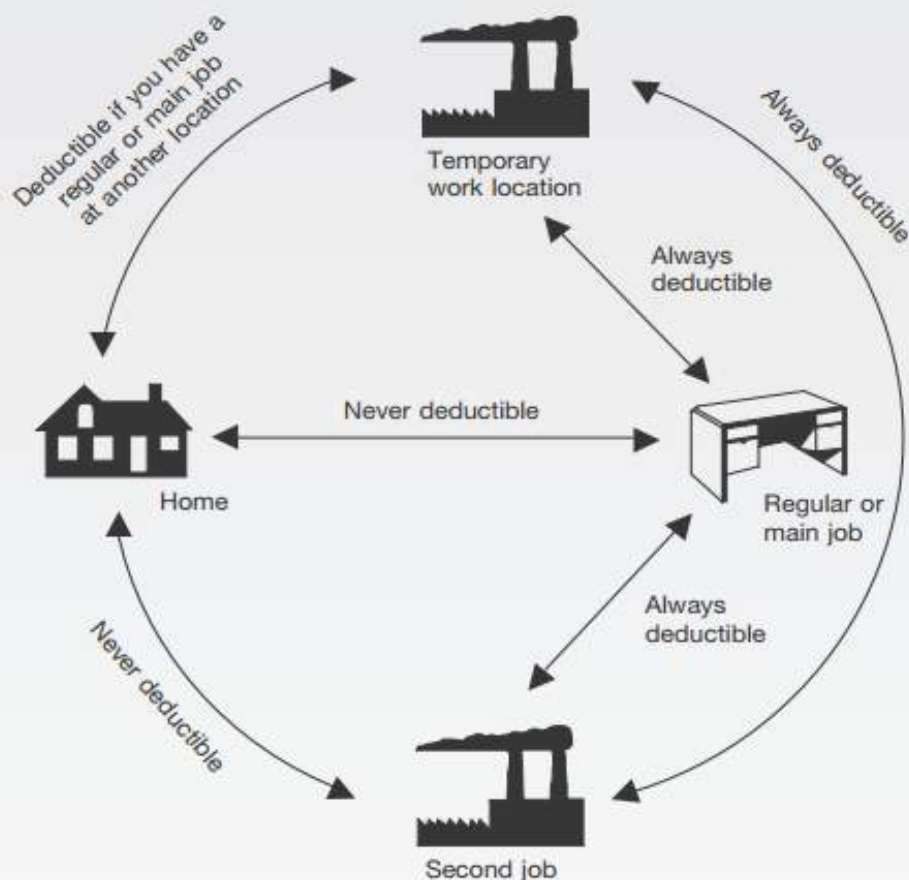 Deductible if you have a
regular or main job
at another location
Temporary
work location
Always deductible
Always
deductible
Never deductible
Home
Regular or
main job
Never deductible
Always
deductible
Second job